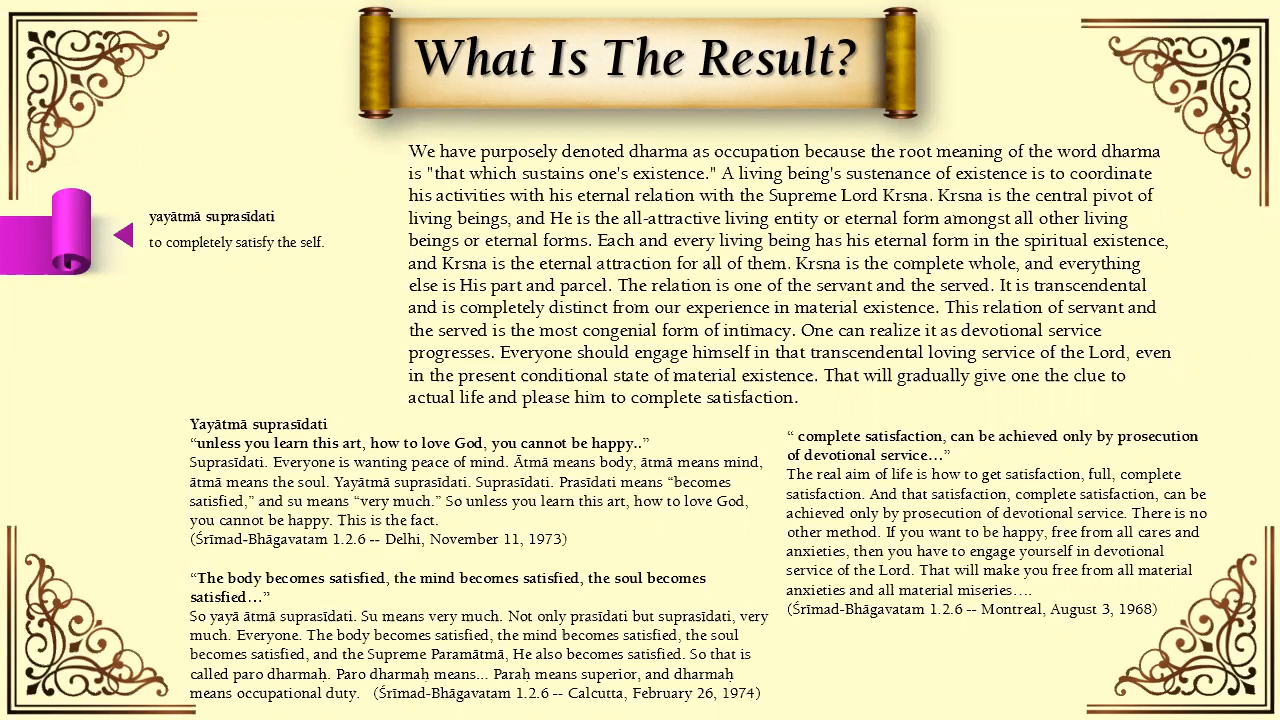 What Is The Result?
We have purposely denoted dharma as occupation because the root meaning of the word dharma
is "that which sustains one's existence." A living being's sustenance of existence is to coordinate
his activities with his eternal relation with the Supreme Lord Krsna. Krsna is the central pivot of
living beings, and He is the all-attractive living entity or eternal form amongst all other living
beings or eternal forms. Each and every living being has his eternal form in the spiritual existence,
and Krsna is the eternal attraction for all of them. Krsna is the complete whole, and everything
else is His part and parcel. The relation is one of the servant and the served. It is transcendental
and is completely distinct from our experience in material existence. This relation of servant and
the served is the most congenial form of intimacy. One can realize it as devotional service
progresses. Everyone should engage himself in that transcendental loving service of the Lord, even
in the present conditional state of material existence. That will gradually give one the clue to
actual life and please him to complete satisfaction.
yayātmā suprasīdati
to completely satisfy the self.
Yayātmā suprasīdati
“unless you learn this art, how to love God, you cannot be happy..”
Suprasīdati. Everyone is wanting peace of mind. Ātmā means body, ātmā means mind,
ātmā means the soul. Yayātmā suprasīdati. Suprasīdati. Prasīdati means “becomes
satisfied,” and su means “very much.” So unless you learn this art, how to love God,
you cannot be happy. This is the fact.
(Śrīmad-Bhāgavatam 1.2.6 -- Delhi, November 11, 1973)
“The body becomes satisfied, the mind becomes satisfied, the soul becomes
satisfied…”
So yayā ātmā suprasīdati. Su means very much. Not only prasīdati but suprasīdati, very
much. Everyone. The body becomes satisfied, the mind becomes satisfied, the soul
becomes satisfied, and the Supreme Paramātmā, He also becomes satisfied. So that is
called paro dharmaḥ. Paro dharmaḥ means... Paraḥ means superior, and dharmaḥ
means occupational duty. (Śrīmad-Bhāgavatam 1.2.6 -- Calcutta, February 26, 1974)
“ complete satisfaction, can be achieved only by prosecution
of devotional service…”
The real aim of life is how to get satisfaction, full, complete
satisfaction. And that satisfaction, complete satisfaction, can be
achieved only by prosecution of devotional service. There is no
other method. If you want to be happy, free from all cares and
anxieties, then you have to engage yourself in devotional
service of the Lord. That will make you free from all material
anxieties and all material miseries….
(Śrīmad-Bhāgavatam 1.2.6 -- Montreal, August 3, 1968)